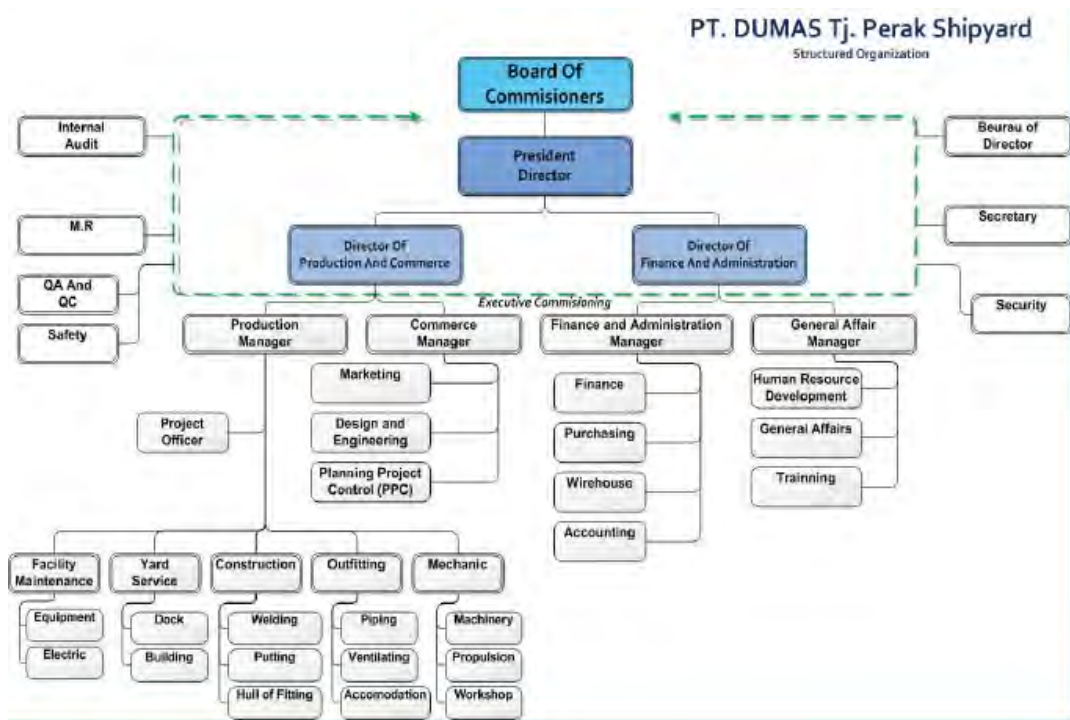 PT. DUMAS Tj. Perak Shipyard
Structured Organization
Board Of
Commisioners
Internal
Audit
Beurau of
Director
President
Director
M.R
Secretary
Director Of
Production And Commerce
Director Of
Finance And Administration
QA And
QC
Security
Safety
Executive Commisioning
Production
Manager
Commerce
Manager
Finance and Administration
Manager
General Affair
Manager
Marketing
Design and
Engineering
Planning Project
Control (PPC)
Finance
Purchasing
Wirehouse
Accounting
Human Resource
Development
General Affairs
Trainning
Project
Officer
Facility
Maintenance
Yard
Service
Construction
Outfitting
Mechanic
Equipment
Electric
Dock
Building
Welding
Putting
Hull of Fitting
Piping
Ventilating
Accomodation
Machinery
Propulsion
Workshop